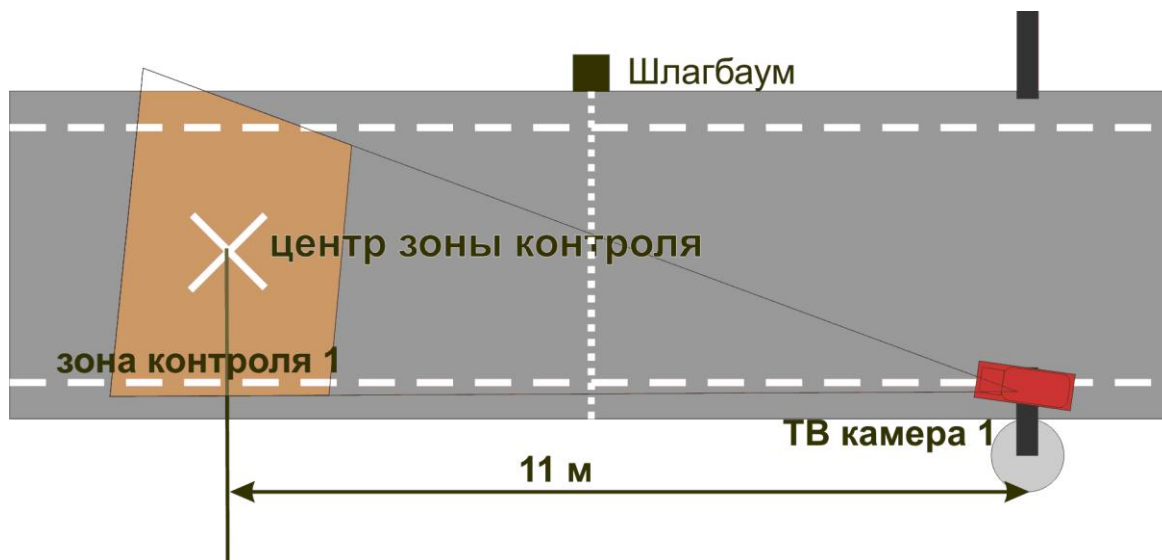 Шлагбаум
центр зоны контроля
зона контроля 1
ТВ камера 1
11 м